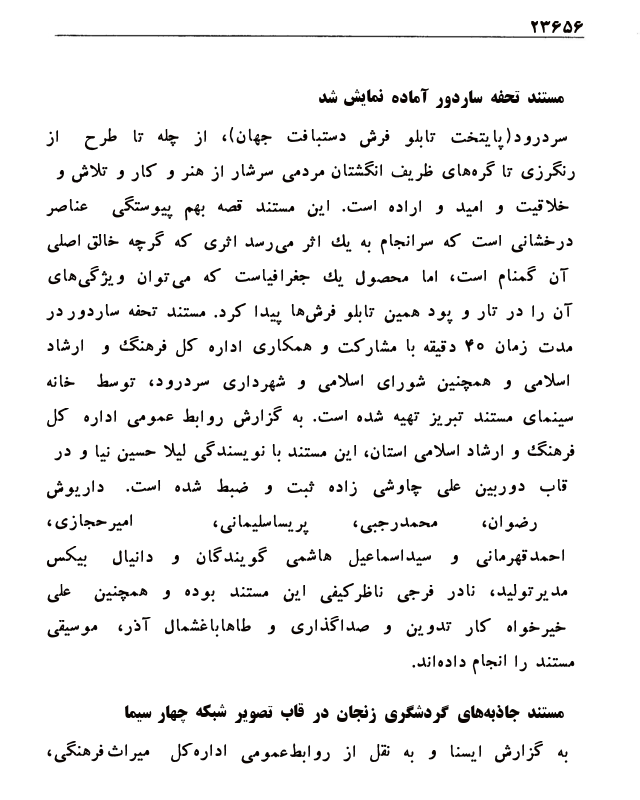 ۲۳۶۵۶
مستند تحفه ساردور آماده نمایش شد
سردرود(پایتخت تابلو فرش دستبافت جهان)، از چله تا طرح از
رنگرزی تا گره‌های ظریف انگشتان مردمی سرشار از هنر و کار و تلاش و
خلاقیت و امید و اراده است. این مستند قصه بهم پیوستگی عناصر
درخشانی است که سرانجام به یك اثر می‌رسد اثری که گرچه خالق اصلی
آن گمنام است، اما محصول یك جغرافیاست که می‌توان ویژگی‌های
آن را در تار و پود همین تابلو فرش‌ها پیدا کرد. مستند تحفه ساردور در
مدت زمان ۴۰ دقیقه با مشارکت و همکاری اداره کل فرهنگ و ارشاد
اسلامی و همچنین شورای اسلامی و شهرداری سردرود، توسط خانه
سینمای مستند تبریز تهیه شده است. به گزارش روابط عمومی اداره کل
فرهنگ و ارشاد اسلامی استان، این مستند با نویسندگی لیلا حسین نیا و در
قاب دوربین علی چاوشی زاده ثبت و ضبط شده است. داریوش
رضوان، محمدرجبی، پریساسلیمانی، امیرحجازی،
احمدقهرمانی و سیداسماعیل هاشمی گویندگان و دانیال بیکس
مدیرتولید، نادر فرجی ناظرکیفی این مستند بوده و همچنین علی
خیرخواه کار تدوین و صداگذاری و طاهاباغشمال آذر، موسیقی
مستند را انجام داده‌اند.
مستند جاذبه‌های گردشگری زنجان در قاب تصویر شبکه چهار سیما
به گزارش ایسنا و به نقل از روابط‌عمومی اداره‌کل میراث‌فرهنگی،